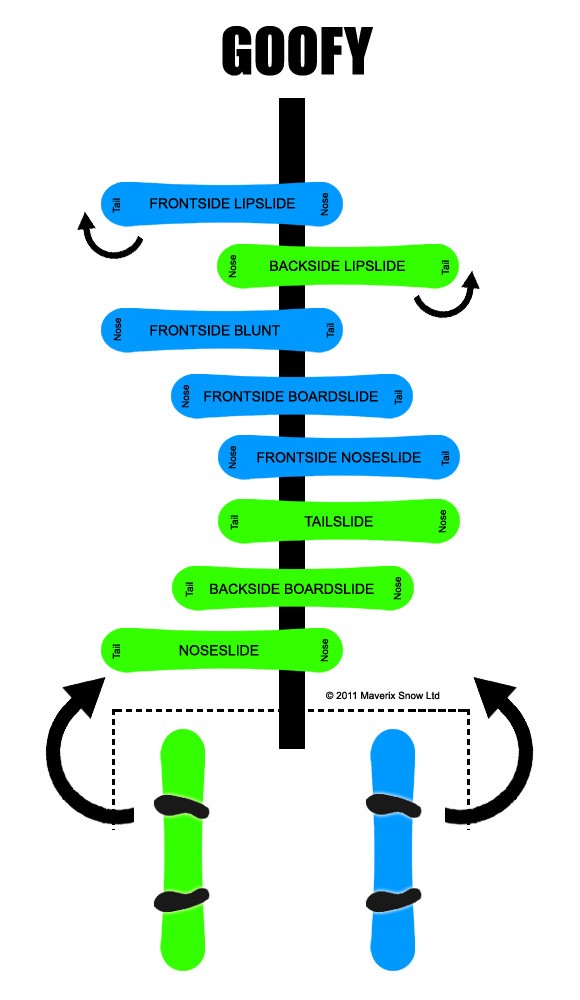 GOOFY
Tail FRONTSIDE LIPSLIDE Nose
Nose BACKSIDE LIPSLIDE Tail
Nose FRONTSIDE BLUNT Tail
Nose FRONTSIDE BOARDSLIDE Tail
Nose FRONTSIDE NOSESLIDE Tail
Tail TAILSLIDE Nose
Tail BACKSIDE BOARDSLIDE Nose
Tail NOSESLIDE Nose
© 2011 Maverix Snow Ltd